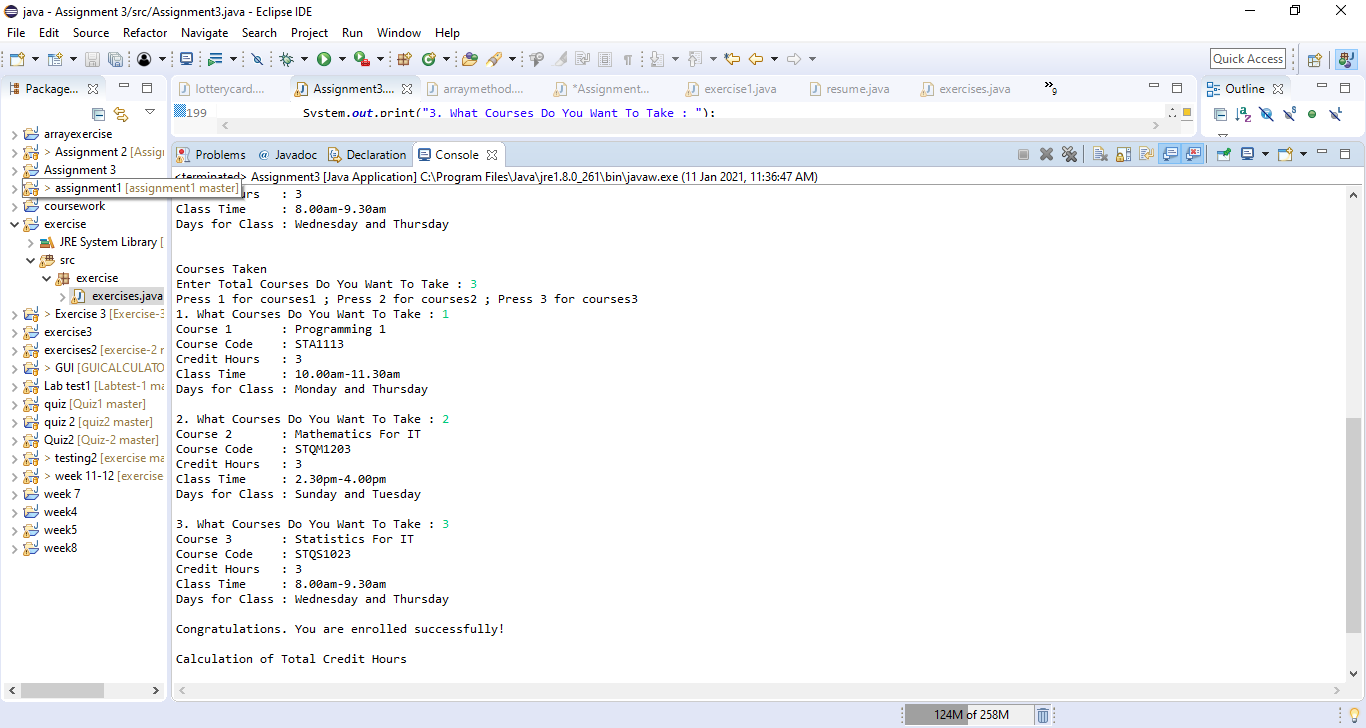 java - Assignment 3/src/Assignment3.java - Eclipse IDE
File Edit Source Refactor Navigate Search Project Run Window Help
Quick Access
Package...
lotterycard.... Assignment3.... arraymethod.... *Assignment... exercise1.java resume.java exercises.java »9
Outline
199 System.out.print("3. What Courses Do You Want To Take : ");
arrayexercise
> Assignment 2 [Assig
Assignment 3
> assignment1 [assignment1 master]
coursework
exercise
JRE System Library [
src
exercise
exercises.java
> Exercise 3 [Exercise-3
exercise3
exercises2 [exercise-2 r
> GUI [GUICALCULATO
Lab test1 [Labtest-1 ma
quiz [Quiz1 master]
quiz 2 [quiz2 master]
Quiz2 [Quiz-2 master]
> testing2 [exercise ma
> week 11-12 [exercise
week 7
week4
week5
week8
Problems @ Javadoc Declaration Console
<terminated> Assignment3 [Java Application] C:\Program Files\Java\jre1.8.0_261\bin\javaw.exe (11 Jan 2021, 11:36:47 AM)
urs : 3
Class Time : 8.00am-9.30am
Days for Class : Wednesday and Thursday
Courses Taken
Enter Total Courses Do You Want To Take : 3
Press 1 for courses1 ; Press 2 for courses2 ; Press 3 for courses3
1. What Courses Do You Want To Take : 1
Course 1 : Programming 1
Course Code : STA1113
Credit Hours : 3
Class Time : 10.00am-11.30am
Days for Class : Monday and Thursday
2. What Courses Do You Want To Take : 2
Course 2 : Mathematics For IT
Course Code : STQM1203
Credit Hours : 3
Class Time : 2.30pm-4.00pm
Days for Class : Sunday and Tuesday
3. What Courses Do You Want To Take : 3
Course 3 : Statistics For IT
Course Code : STQS1023
Credit Hours : 3
Class Time : 8.00am-9.30am
Days for Class : Wednesday and Thursday
Congratulations. You are enrolled successfully!
Calculation of Total Credit Hours
124M of 258M